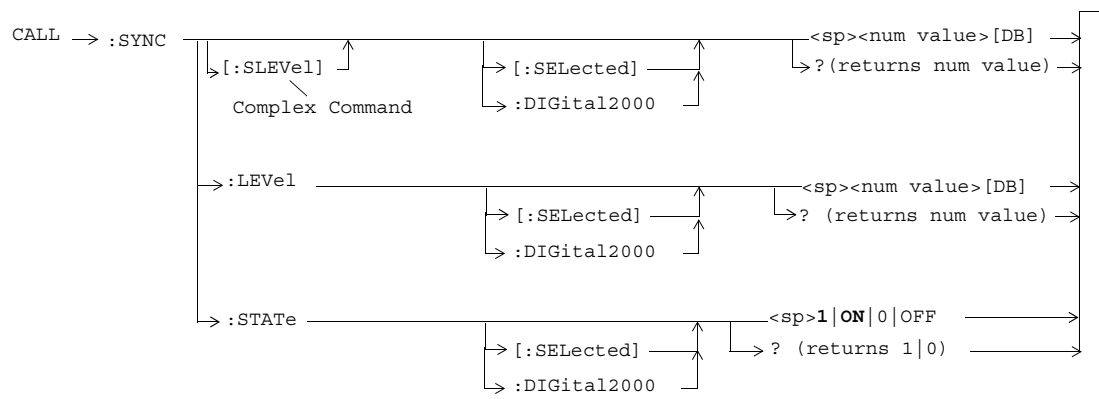 CALL :SYNC <sp><num value>[DB]
[:SLEVel] [:SELected] ?(returns num value)
Complex Command :DIGital2000
:LEVel <sp><num value>[DB]
[:SELected] ? (returns num value)
:DIGital2000
:STATe <sp>1|ON|0|OFF
[:SELected] ? (returns 1|0)
:DIGital2000